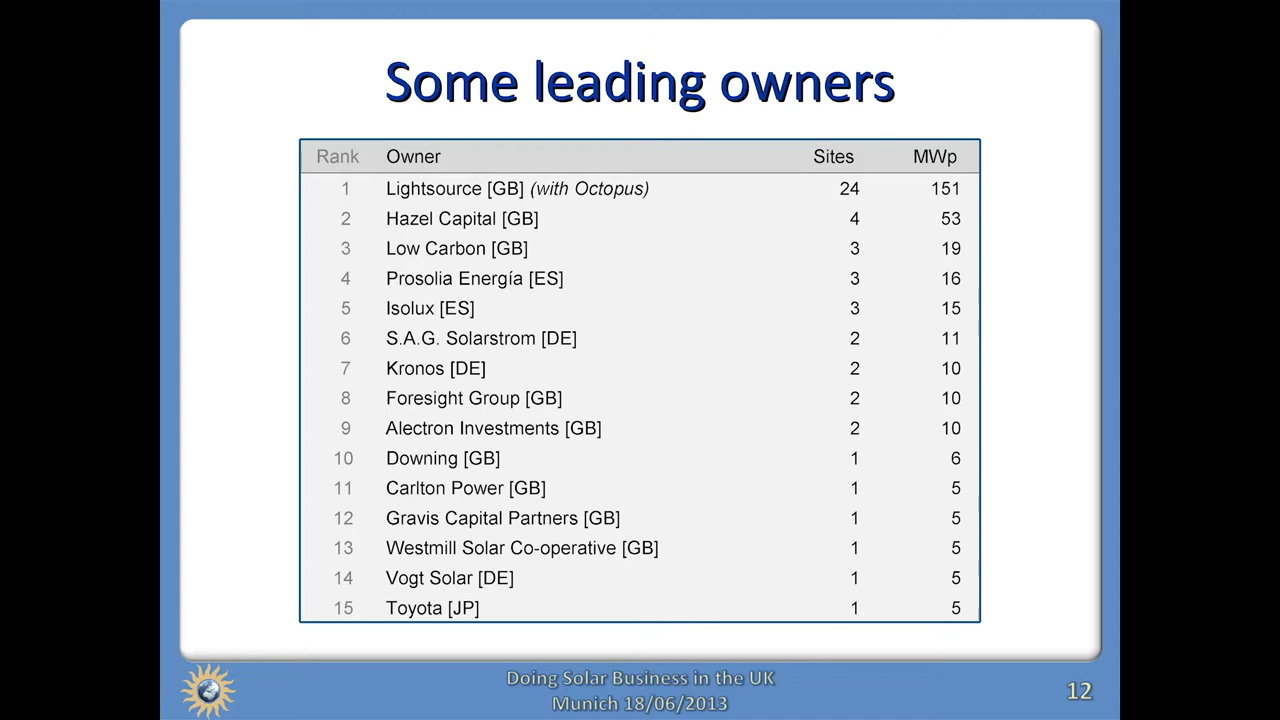 Some leading owners
Rank Owner Sites MWp
1 Lightsource [GB] (with Octopus) 24 151
2 Hazel Capital [GB] 4 53
3 Low Carbon [GB] 3 19
4 Prosolia Energía [ES] 3 16
5 Isolux [ES] 3 15
6 S.A.G. Solarstrom [DE] 2 11
7 Kronos [DE] 2 10
8 Foresight Group [GB] 2 10
9 Alectron Investments [GB] 2 10
10 Downing [GB] 1 6
11 Carlton Power [GB] 1 5
12 Gravis Capital Partners [GB] 1 5
13 Westmill Solar Co-operative [GB] 1 5
14 Vogt Solar [DE] 1 5
15 Toyota [JP] 1 5
Doing Solar Business in the UK
Munich 18/06/2013
12